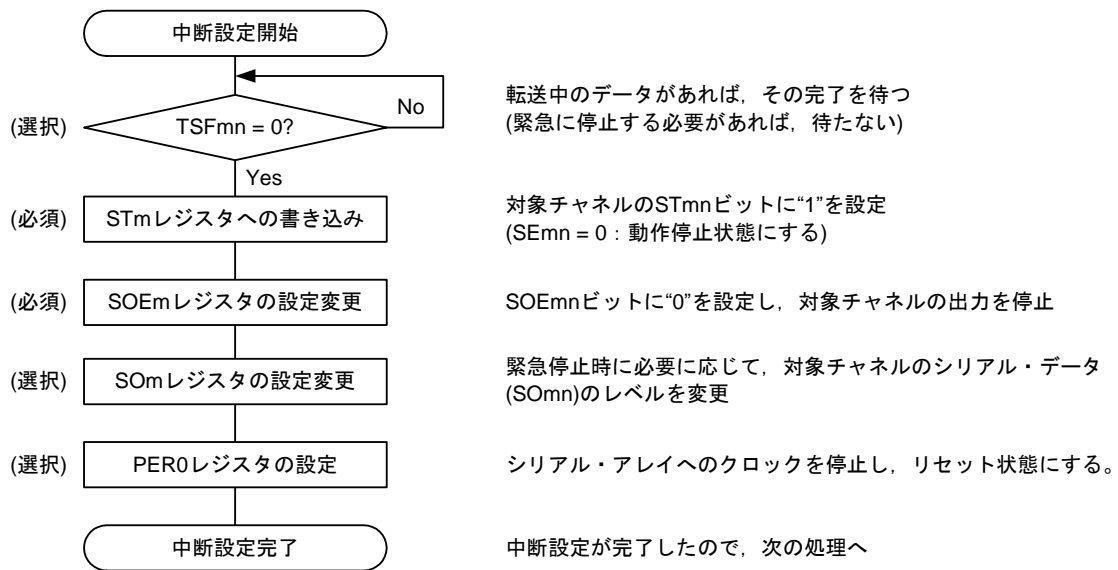 中断設定開始
No
転送中のデータがあれば，その完了を待つ
(選択)
TSFmn = 0?
(緊急に停止する必要があれば，待たない)
Yes
(必須)
STmレジスタへの書き込み
対象チャネルのSTmnビットに“1”を設定
(SEmn = 0：動作停止状態にする)
(必須)
SOEmレジスタの設定変更
SOEmnビットに“0”を設定し，対象チャネルの出力を停止
(選択)
SOmレジスタの設定変更
緊急停止時に必要に応じて，対象チャネルのシリアル・データ
(SOmn)のレベルを変更
(選択)
PER0レジスタの設定
シリアル・アレイへのクロックを停止し，リセット状態にする。
中断設定完了
中断設定が完了したので，次の処理へ